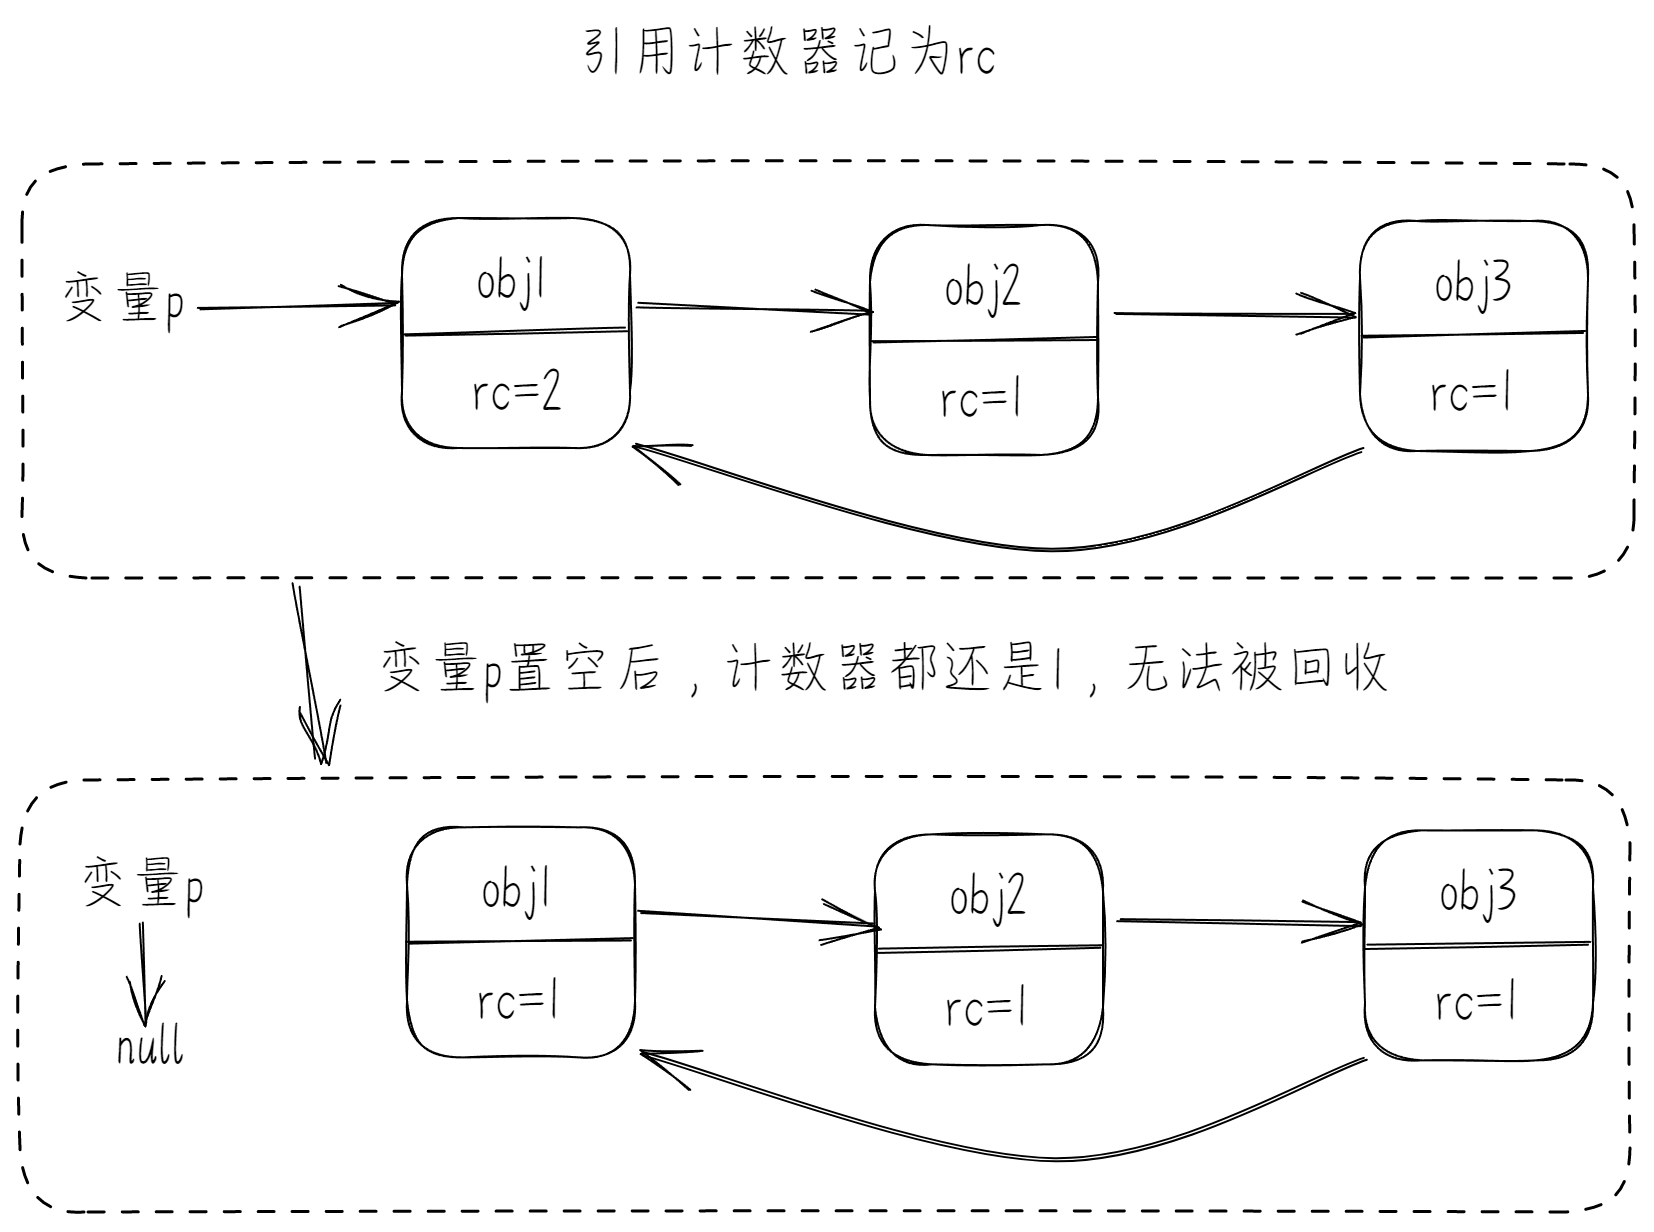 引用计数器记为rc
变量p
obj1
obj2
obj3
rc=2
rc=1
rc=1
变量p置空后，计数器都还是1，无法被回收
变量p
obj1
obj2
obj3
rc=1
rc=1
rc=1
null